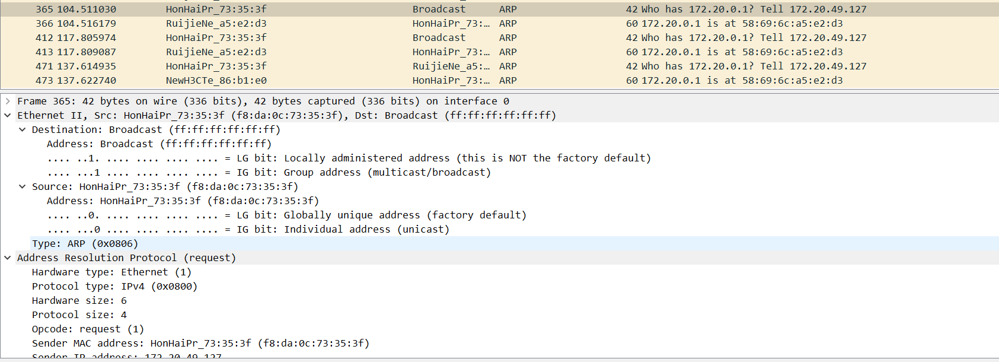 365 104.511030 HonHaiPr_73:35:3f Broadcast ARP 42 Who has 172.20.0.1? Tell 172.20.49.127
366 104.516179 RuijieNe_a5:e2:d3 HonHaiPr_73:… ARP 60 172.20.0.1 is at 58:69:6c:a5:e2:d3
412 117.805974 HonHaiPr_73:35:3f Broadcast ARP 42 Who has 172.20.0.1? Tell 172.20.49.127
413 117.809087 RuijieNe_a5:e2:d3 HonHaiPr_73:… ARP 60 172.20.0.1 is at 58:69:6c:a5:e2:d3
471 137.614935 HonHaiPr_73:35:3f RuijieNe_a5:… ARP 42 Who has 172.20.0.1? Tell 172.20.49.127
473 137.622740 NewH3CTe_86:b1:e0 HonHaiPr_73:… ARP 60 172.20.0.1 is at 58:69:6c:a5:e2:d3
Frame 365: 42 bytes on wire (336 bits), 42 bytes captured (336 bits) on interface 0
Ethernet II, Src: HonHaiPr_73:35:3f (f8:da:0c:73:35:3f), Dst: Broadcast (ff:ff:ff:ff:ff:ff)
Destination: Broadcast (ff:ff:ff:ff:ff:ff)
Address: Broadcast (ff:ff:ff:ff:ff:ff)
.... ..1. .... .... .... .... = LG bit: Locally administered address (this is NOT the factory default)
.... ...1 .... .... .... .... = IG bit: Group address (multicast/broadcast)
Source: HonHaiPr_73:35:3f (f8:da:0c:73:35:3f)
Address: HonHaiPr_73:35:3f (f8:da:0c:73:35:3f)
.... ..0. .... .... .... .... = LG bit: Globally unique address (factory default)
.... ...0 .... .... .... .... = IG bit: Individual address (unicast)
Type: ARP (0x0806)
Address Resolution Protocol (request)
Hardware type: Ethernet (1)
Protocol type: IPv4 (0x0800)
Hardware size: 6
Protocol size: 4
Opcode: request (1)
Sender MAC address: HonHaiPr_73:35:3f (f8:da:0c:73:35:3f)
Sender IP address: 172.20.49.127